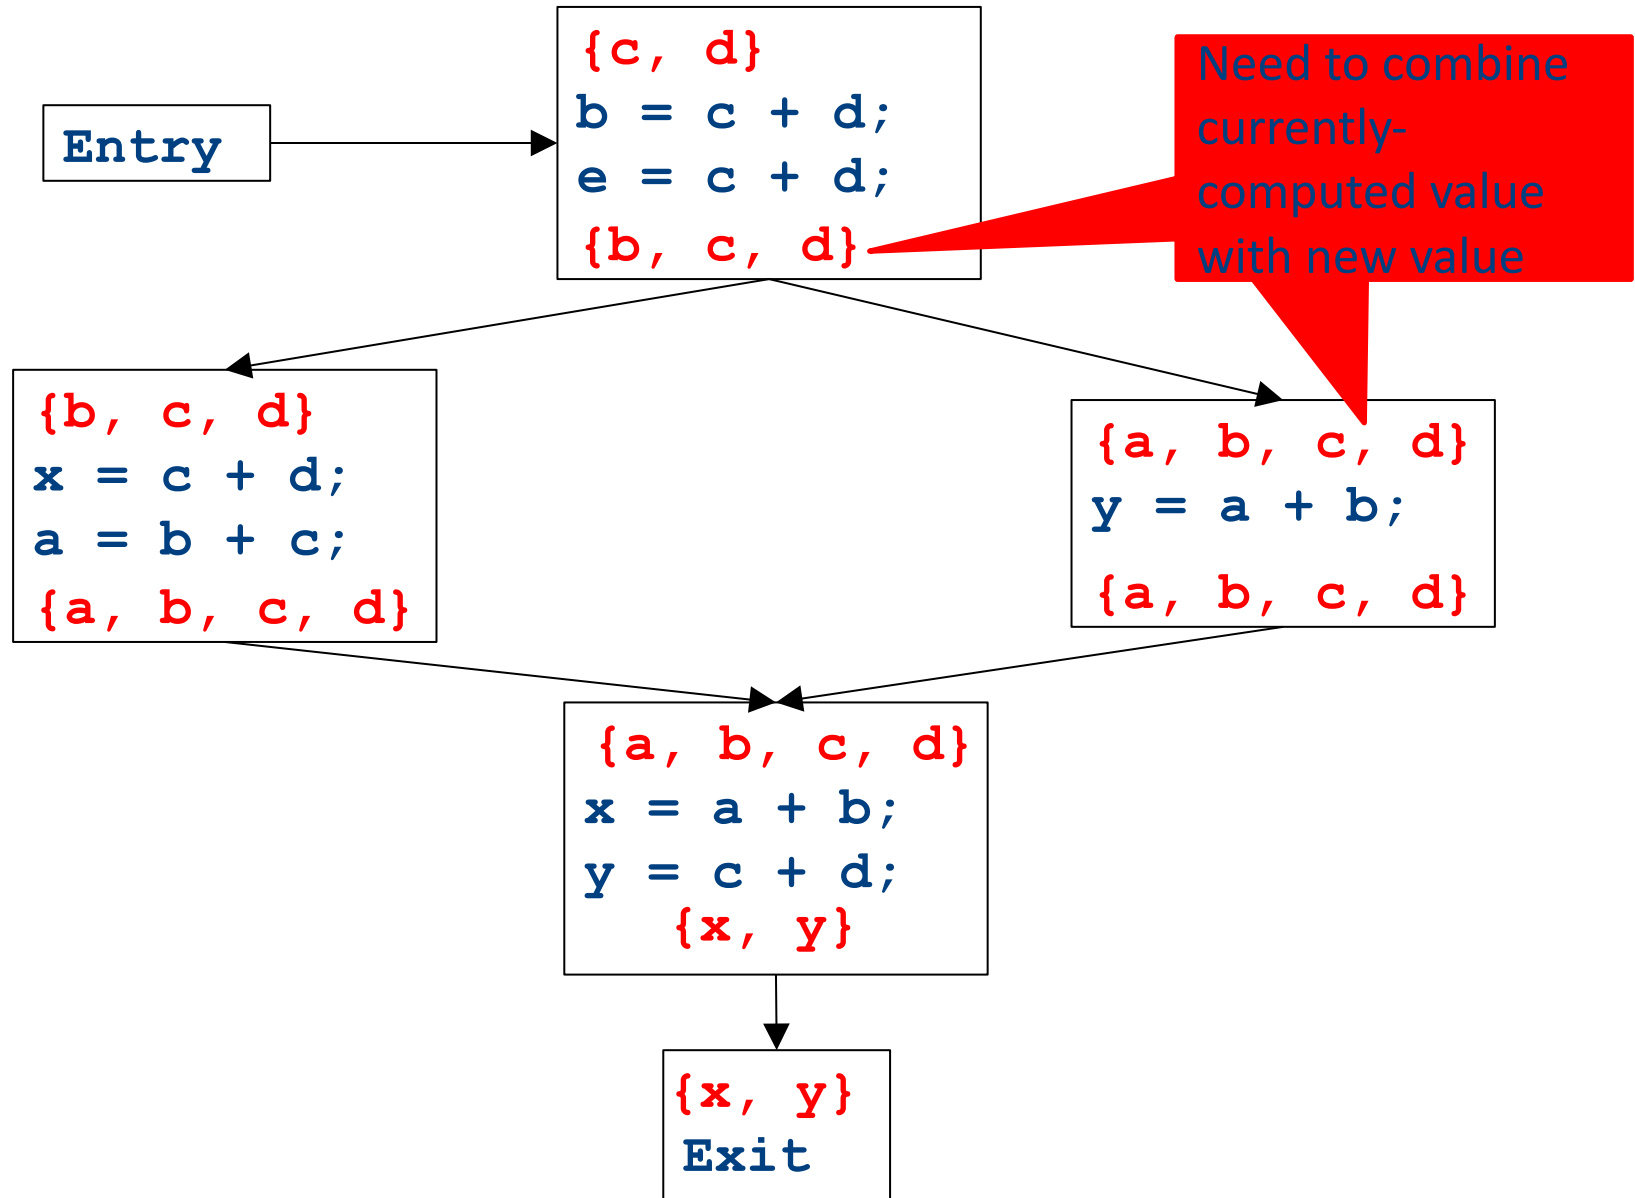 Entry
{c, d}
b = c + d;
e = c + d;
{b, c, d}
Need to combine
currently-
computed value
with new value
{b, c, d}
x = c + d;
a = b + c;
{a, b, c, d}
{a, b, c, d}
y = a + b;
{a, b, c, d}
{a, b, c, d}
x = a + b;
y = c + d;
{x, y}
{x, y}
Exit